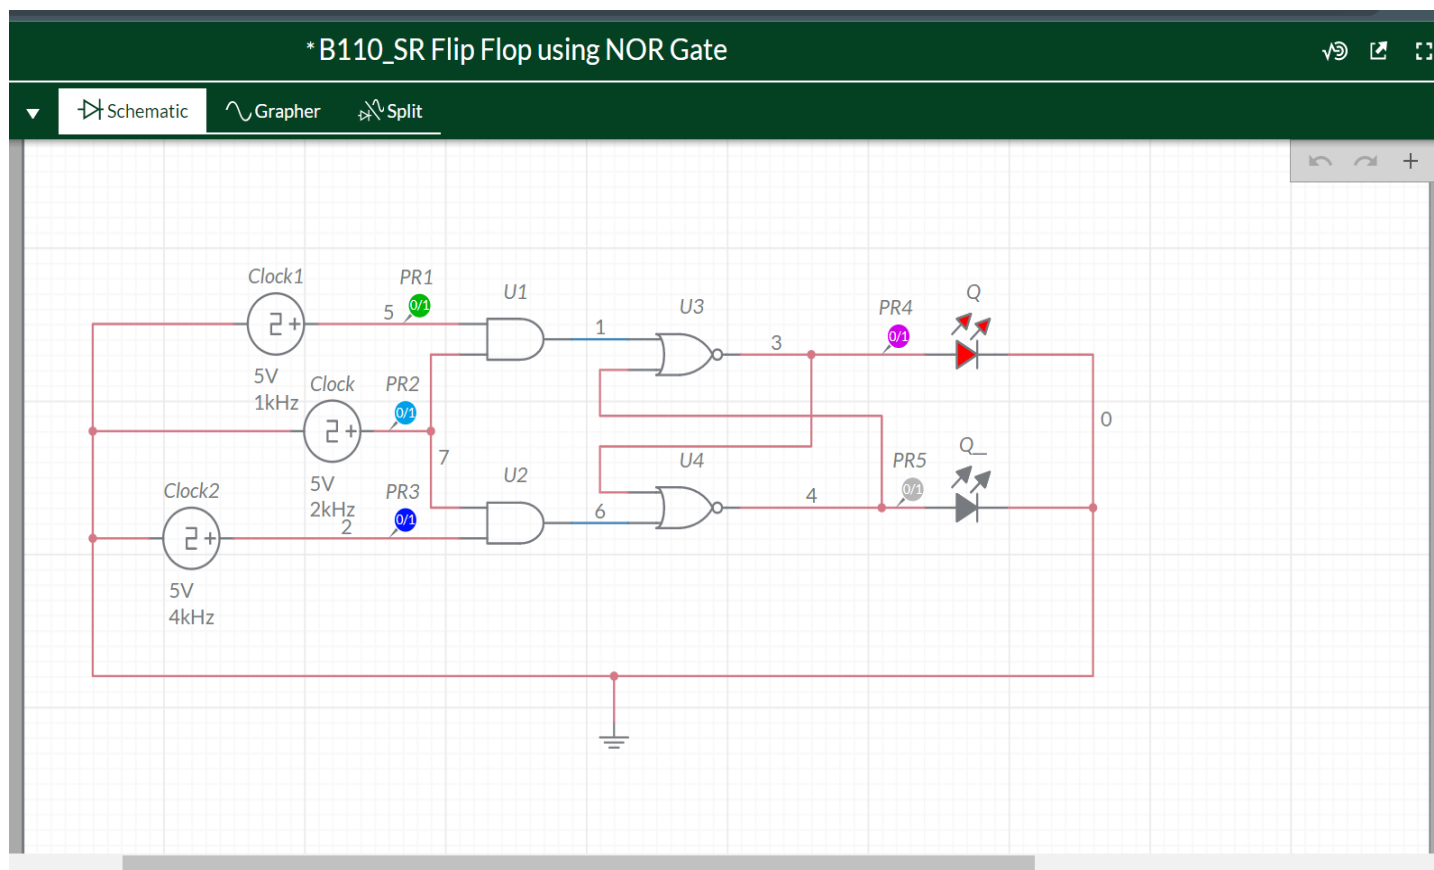 *B110_SR Flip Flop using NOR Gate
Schematic
Grapher
Split
Clock1
5V
1kHz
5
PR1
0/1
U1
1
U3
3
PR4
0/1
Q
Clock
5V
2kHz
PR2
0/1
7
0
Clock2
5V
4kHz
2
PR3
0/1
U2
6
U4
4
PR5
0/1
Q__